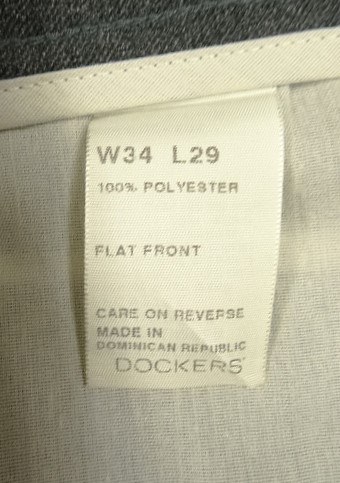 W34 L29
100% POLYESTER
FLAT FRONT
CARE ON REVERSE
MADE IN
DOMINICAN REPUBLIC
DOCKERS